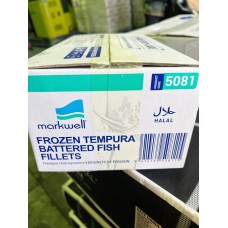 5081
حلال
HALAL
markwell
FROZEN TEMPURA
BATTERED FISH
FILLETS